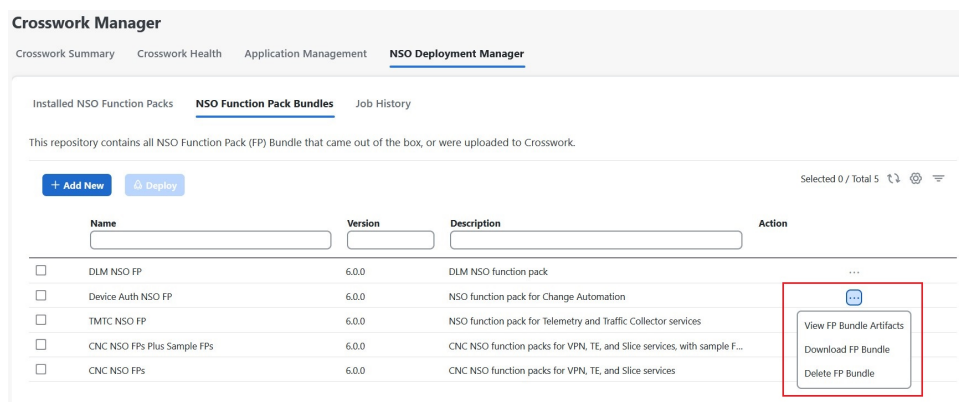 Crosswork Manager
Crosswork Summary Crosswork Health Application Management NSO Deployment Manager
Installed NSO Function Packs NSO Function Pack Bundles Job History
This repository contains all NSO Function Pack (FP) Bundle that came out of the box, or were uploaded to Crosswork.
+ Add New Deploy Selected 0 / Total 5
Name Version Description Action
DLM NSO FP 6.0.0 DLM NSO function pack ...
Device Auth NSO FP 6.0.0 NSO function pack for Change Automation ...
TMTC NSO FP 6.0.0 NSO function pack for Telemetry and Traffic Collector services
View FP Bundle Artifacts
CNC NSO FPs Plus Sample FPs 6.0.0 CNC NSO function packs for VPN, TE, and Slice services, with sample F...
Download FP Bundle
CNC NSO FPs 6.0.0 CNC NSO function packs for VPN, TE, and Slice services
Delete FP Bundle